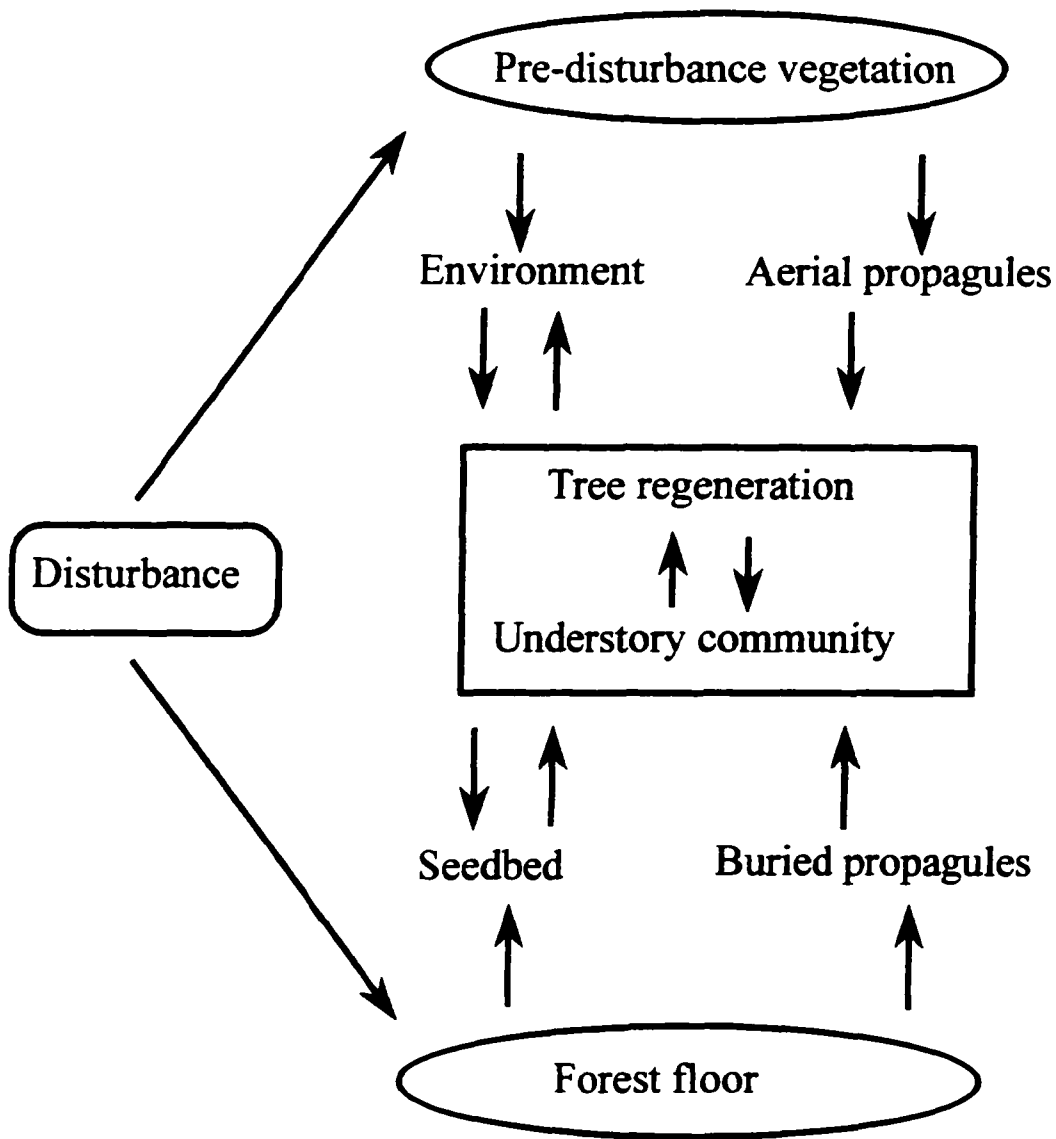 Pre-disturbance vegetation
Environment
Aerial propagules
Tree regeneration
Disturbance
Understory community
Seedbed
Buried propagules
Forest floor